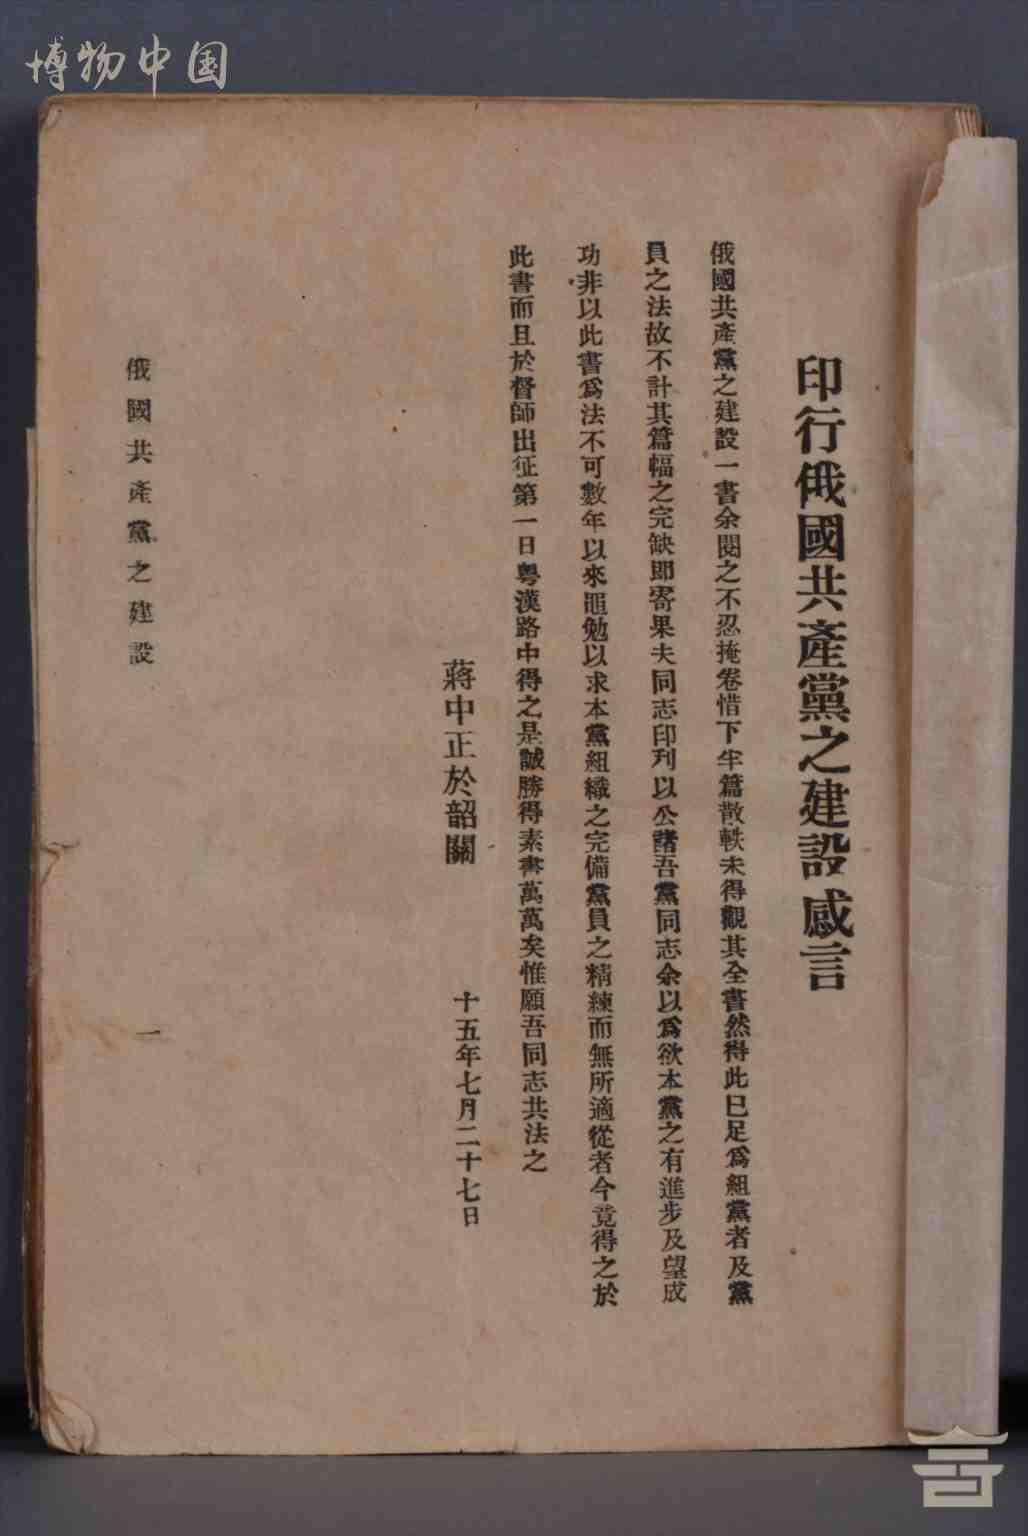 博物中国
印行俄國共產黨之建設感言
俄國共產黨之建設一書余閱之不忍掩卷惜下半篇散軼未得觀其全書然得此已足爲組黨者及黨
員之法故不計其篇幅之完缺即寄果夫同志印刋以公諸吾黨同志余以爲欲本黨之有進步及望成
功非以此書爲法不可數年以來黽勉以求本黨組織之完備黨員之精練而無所適從者今竟得之於
此書而且於督師出征第一日粤漢路中得之是誠勝得素書萬萬矣惟願吾同志共法之
蔣中正於韶關 十五年七月二十七日
俄國共產黨之建設 一